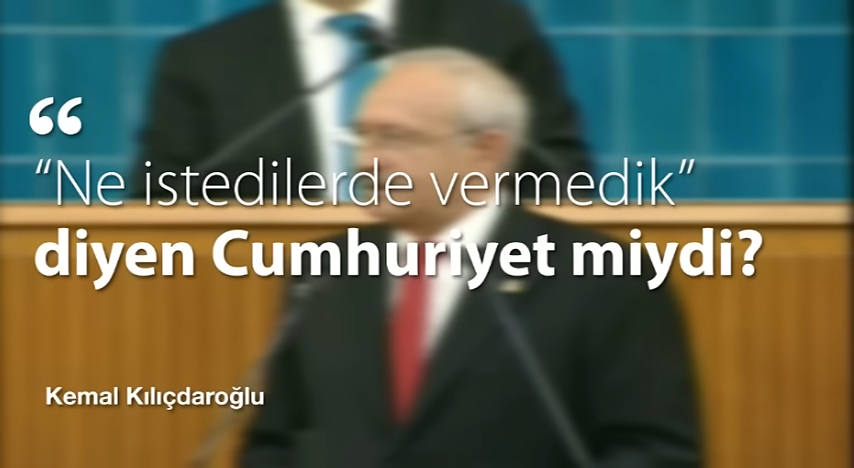 “
“Ne istedilerde vermedik”
diyen Cumhuriyet miydi?
Kemal Kılıçdaroğlu